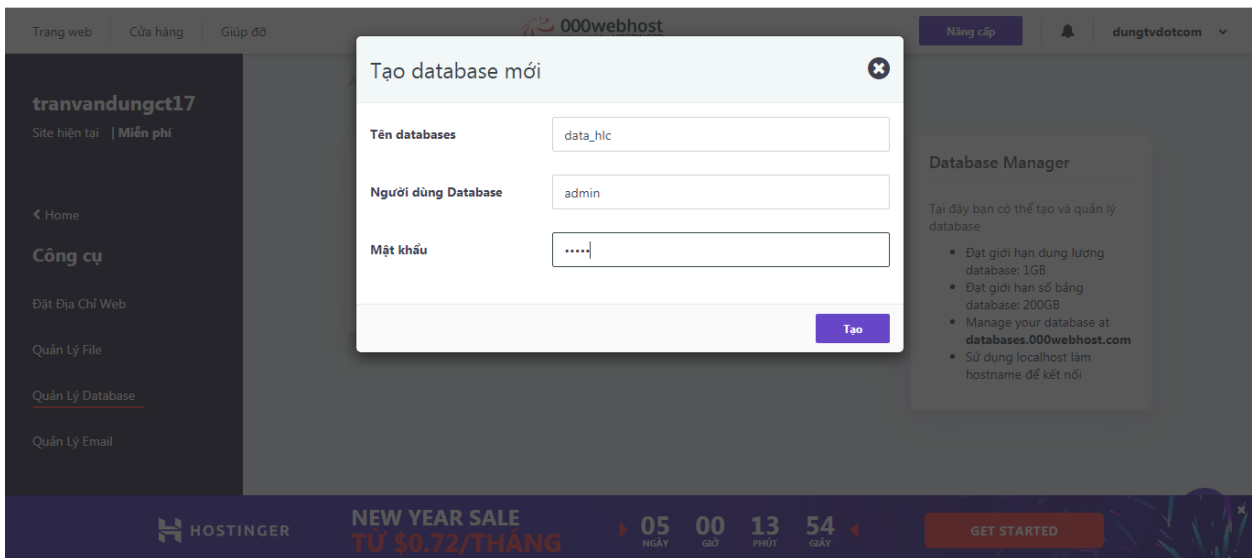 Trang web Cửa hàng Giúp đỡ 000webhost Nâng cấp dungtvdotcom
Tạo database mới
tranvandungct17
Site hiện tại | Miễn phí
Tên databases data_hlc
Người dùng Database admin
Mật khẩu •••••
Tạo
Database Manager
Tại đây bạn có thể tạo và quản lý
database
Đặt giới hạn dung lượng
database: 1GB
Đặt giới hạn số bảng
database: 200GB
Manage your database at
databases.000webhost.com
Sử dụng localhost làm
hostname để kết nối
Home
Công cụ
Đặt Địa Chỉ Web
Quản Lý File
Quản Lý Database
Quản Lý Email
HOSTINGER
NEW YEAR SALE
TỪ $0.72/THÁNG
05 00 13 54
NGÀY GIỜ PHÚT GIÂY
GET STARTED